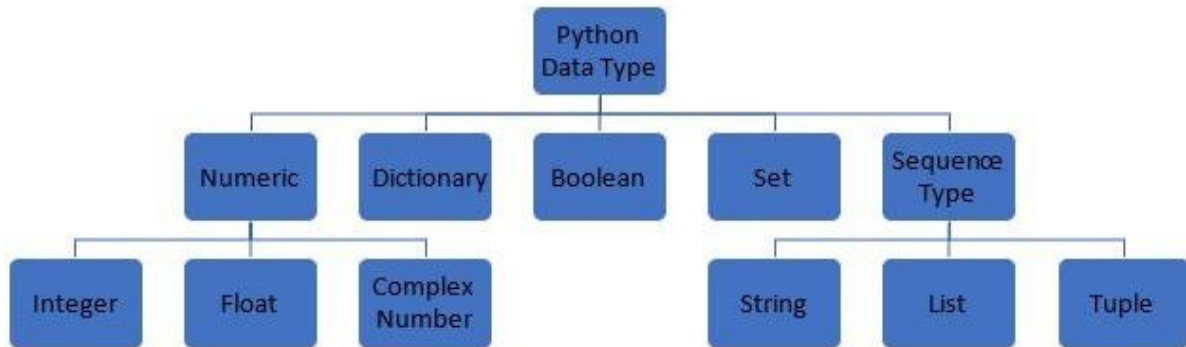 Python
Data Type
Numeric
Dictionary
Boolean
Set
Sequence
Type
Integer
Float
Complex
Number
String
List
Tuple